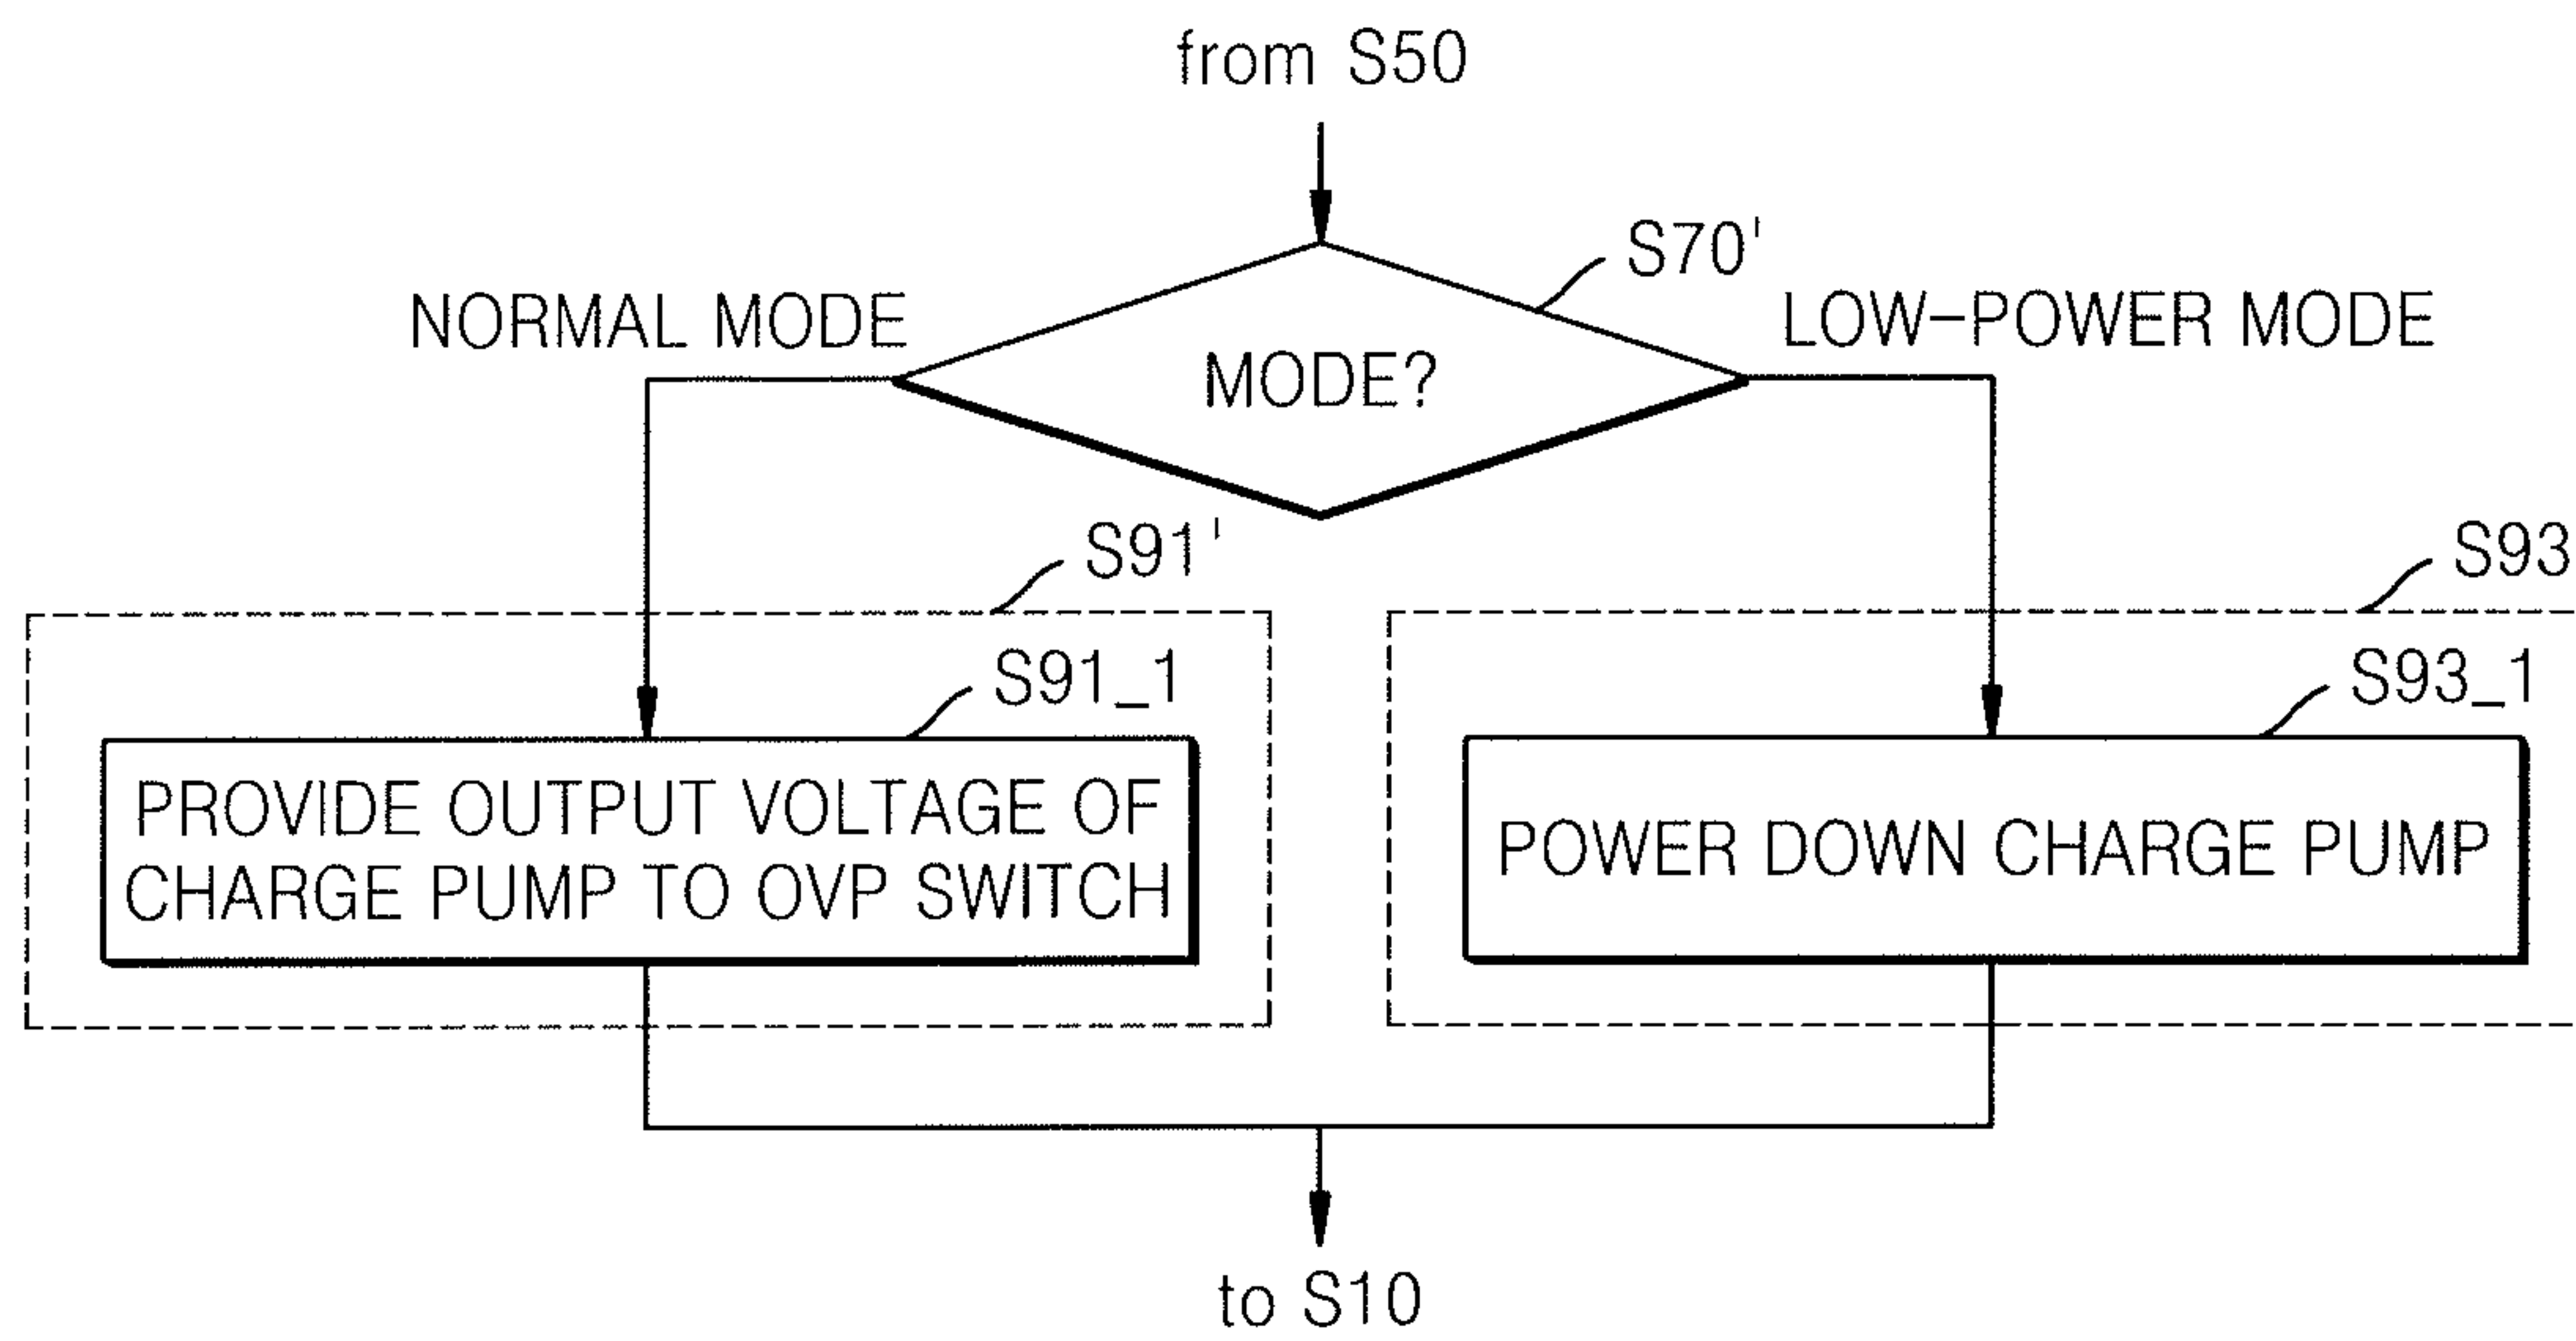 from S50
S70'
NORMAL MODE
LOW-POWER MODE
MODE?
S91'
S93
S91_1
S93_1
PROVIDE OUTPUT VOLTAGE OF
CHARGE PUMP TO OVP SWITCH
POWER DOWN CHARGE PUMP
to S10